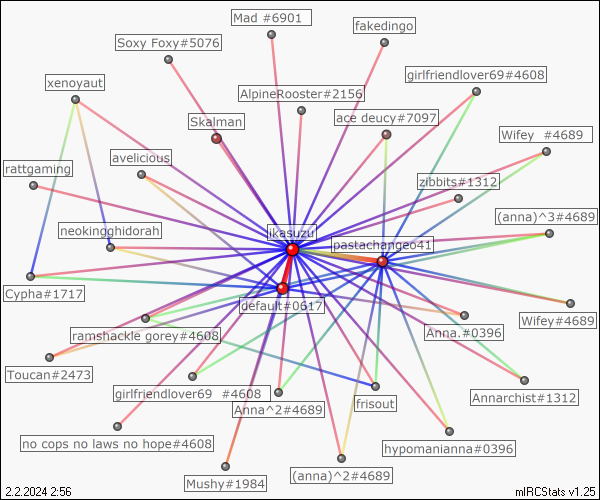 Mad #6901
fakedingo
Soxy Foxy#5076
girlfriendlover69#4608
xenoyaut
AlpineRooster#2156
ace deucy#7097
Skalman
Wifey  #4689
avelicious
rattgaming
zibbits#1312
(anna)^3#4689
neokingghidorah
ikasuzu
pastachangeo41
Cypha#1717
default#0617
Wifey#4689
ramshackle gorey#4608
Anna.#0396
Toucan#2473
girlfriendlover69  #4608
Annarchist#1312
Anna^2#4689
frisout
no cops no laws no hope#4608
hypomanianna#0396
Mushy#1984
(anna)^2#4689
2.2.2024 2:56
mIRCStats v1.25